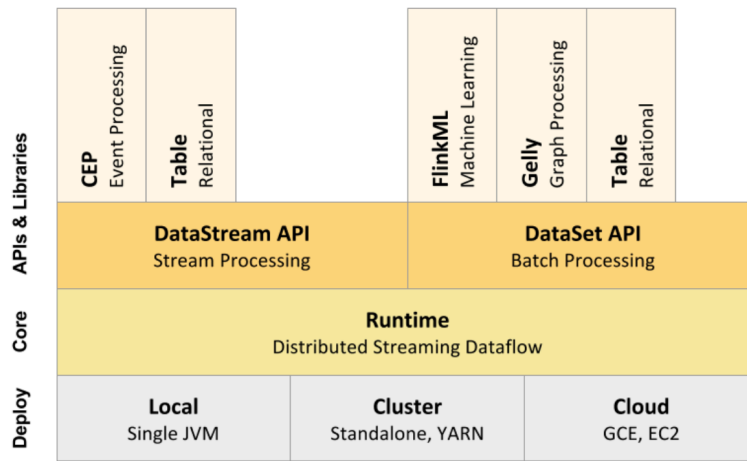 CEP
Event Processing
Table
Relational
FlinkML
Machine Learning
Gelly
Graph Processing
Table
Relational
APIs & Libraries
DataStream API
Stream Processing
DataSet API
Batch Processing
Core
Runtime
Distributed Streaming Dataflow
Deploy
Local
Single JVM
Cluster
Standalone, YARN
Cloud
GCE, EC2